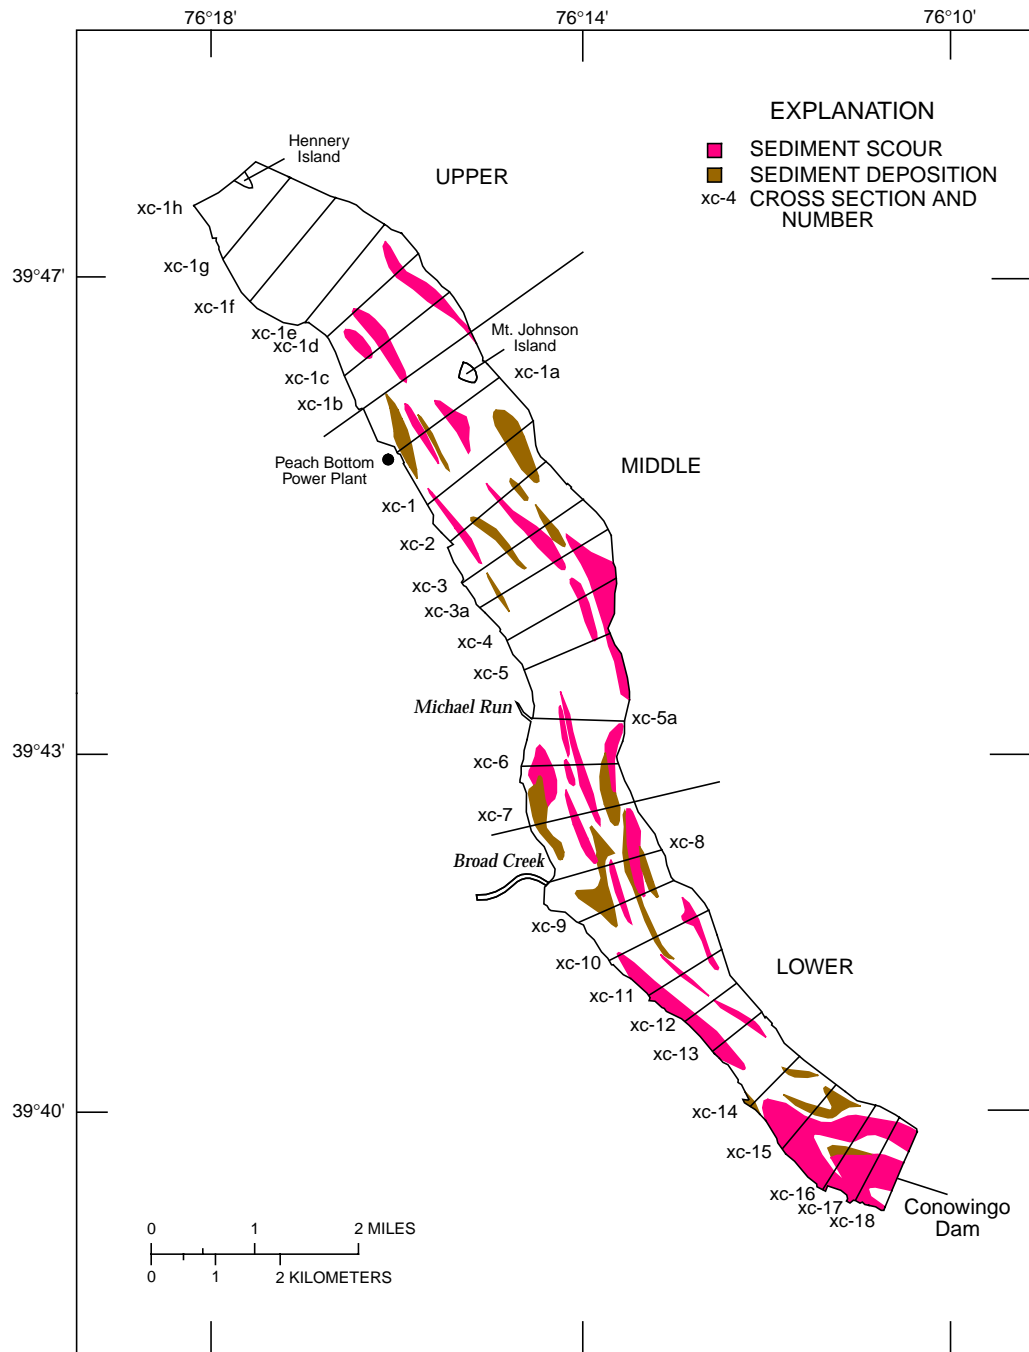 76°18'
76°14'
76°10'
EXPLANATION
SEDIMENT SCOUR
SEDIMENT DEPOSITION
xc-4 CROSS SECTION AND
NUMBER
Hennery
Island
UPPER
xc-1h
xc-1g
39°47'
xc-1f
xc-1e
xc-1d
Mt. Johnson
Island
xc-1a
xc-1c
xc-1b
Peach Bottom
Power Plant
MIDDLE
xc-1
xc-2
xc-3
xc-3a
xc-4
xc-5
Michael Run
xc-5a
39°43'
xc-6
xc-7
xc-8
Broad Creek
xc-9
xc-10
LOWER
xc-11
xc-12
xc-13
39°40'
xc-14
xc-15
xc-16
xc-17
xc-18
Conowingo
Dam
0 1 2 MILES
0 1 2 KILOMETERS